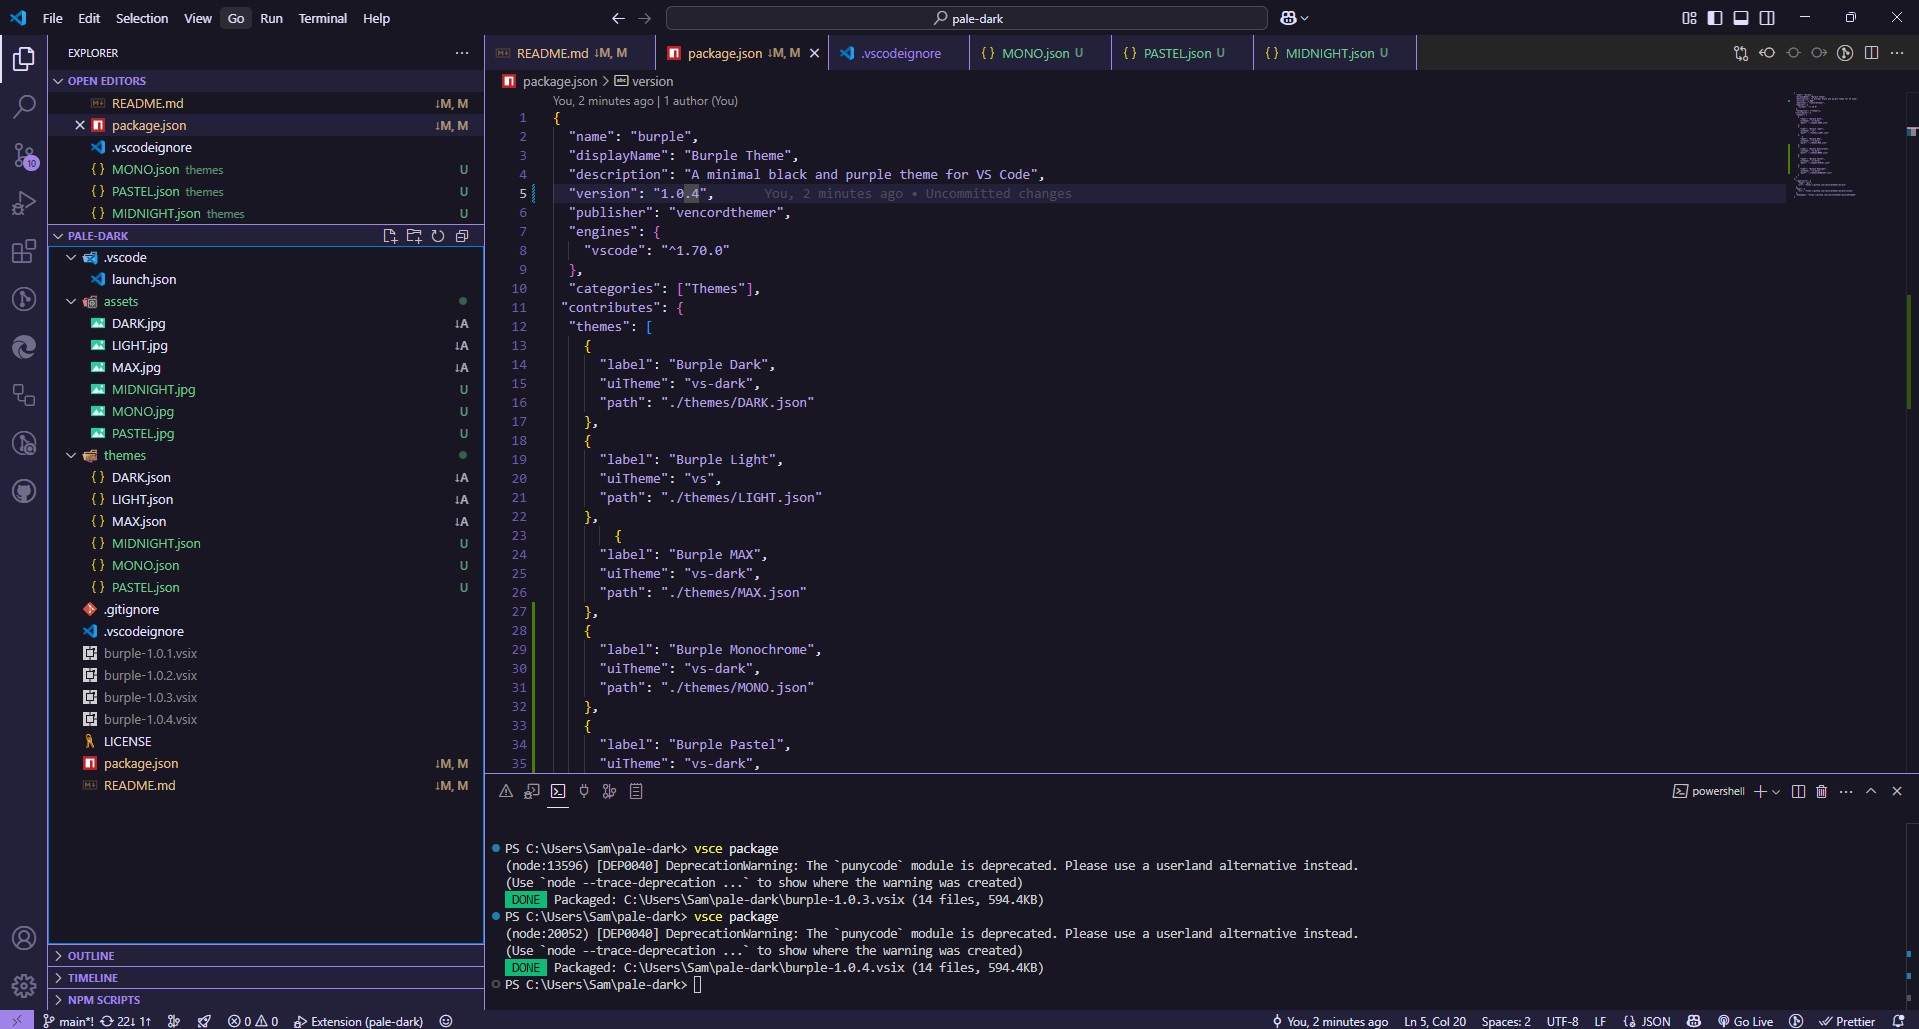 File Edit Selection View Go Run Terminal Help
pale-dark
EXPLORER
OPEN EDITORS
README.md ↓M, M
package.json ↓M, M
.vscodeignore
MONO.json themes U
PASTEL.json themes U
MIDNIGHT.json themes U
10
PALE-DARK
.vscode
launch.json
assets
DARK.jpg ↓A
LIGHT.jpg ↓A
MAX.jpg ↓A
MIDNIGHT.jpg U
MONO.jpg U
PASTEL.jpg U
themes
DARK.json ↓A
LIGHT.json ↓A
MAX.json ↓A
MIDNIGHT.json U
MONO.json U
PASTEL.json U
.gitignore
.vscodeignore
burple-1.0.1.vsix
burple-1.0.2.vsix
burple-1.0.3.vsix
burple-1.0.4.vsix
LICENSE
package.json ↓M, M
README.md ↓M, M
OUTLINE
TIMELINE
NPM SCRIPTS
README.md ↓M, M package.json ↓M, M .vscodeignore MONO.json U PASTEL.json U MIDNIGHT.json U
package.json > version
You, 2 minutes ago | 1 author (You)
1 {
2 "name": "burple",
3 "displayName": "Burple Theme",
4 "description": "A minimal black and purple theme for VS Code",
5 "version": "1.0.4", You, 2 minutes ago • Uncommitted changes
6 "publisher": "vencordthemer",
7 "engines": {
8 "vscode": "^1.70.0"
9 },
10 "categories": ["Themes"],
11 "contributes": {
12 "themes": [
13 {
14 "label": "Burple Dark",
15 "uiTheme": "vs-dark",
16 "path": "./themes/DARK.json"
17 },
18 {
19 "label": "Burple Light",
20 "uiTheme": "vs",
21 "path": "./themes/LIGHT.json"
22 },
23 {
24 "label": "Burple MAX",
25 "uiTheme": "vs-dark",
26 "path": "./themes/MAX.json"
27 },
28 {
29 "label": "Burple Monochrome",
30 "uiTheme": "vs-dark",
31 "path": "./themes/MONO.json"
32 },
33 {
34 "label": "Burple Pastel",
35 "uiTheme": "vs-dark",
powershell
PS C:\Users\Sam\pale-dark> vsce package
(node:13596) [DEP0040] DeprecationWarning: The `punycode` module is deprecated. Please use a userland alternative instead.
(Use `node --trace-deprecation ...` to show where the warning was created)
DONE Packaged: C:\Users\Sam\pale-dark\burple-1.0.3.vsix (14 files, 594.4KB)
PS C:\Users\Sam\pale-dark> vsce package
(node:20052) [DEP0040] DeprecationWarning: The `punycode` module is deprecated. Please use a userland alternative instead.
(Use `node --trace-deprecation ...` to show where the warning was created)
DONE Packaged: C:\Users\Sam\pale-dark\burple-1.0.4.vsix (14 files, 594.4KB)
PS C:\Users\Sam\pale-dark>
main*! 22↓ 1↑ 0 0 Extension (pale-dark) You, 2 minutes ago Ln 5, Col 20 Spaces: 2 UTF-8 LF {} JSON Go Live Prettier